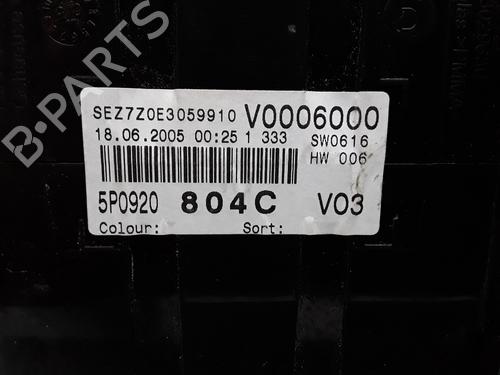 SEZ7Z0E3059910 V0006000
18.06.2005 00:25 1 333 SW0616
HW 006
5P0920 804C V03
Colour: Sort:
B-PARTS